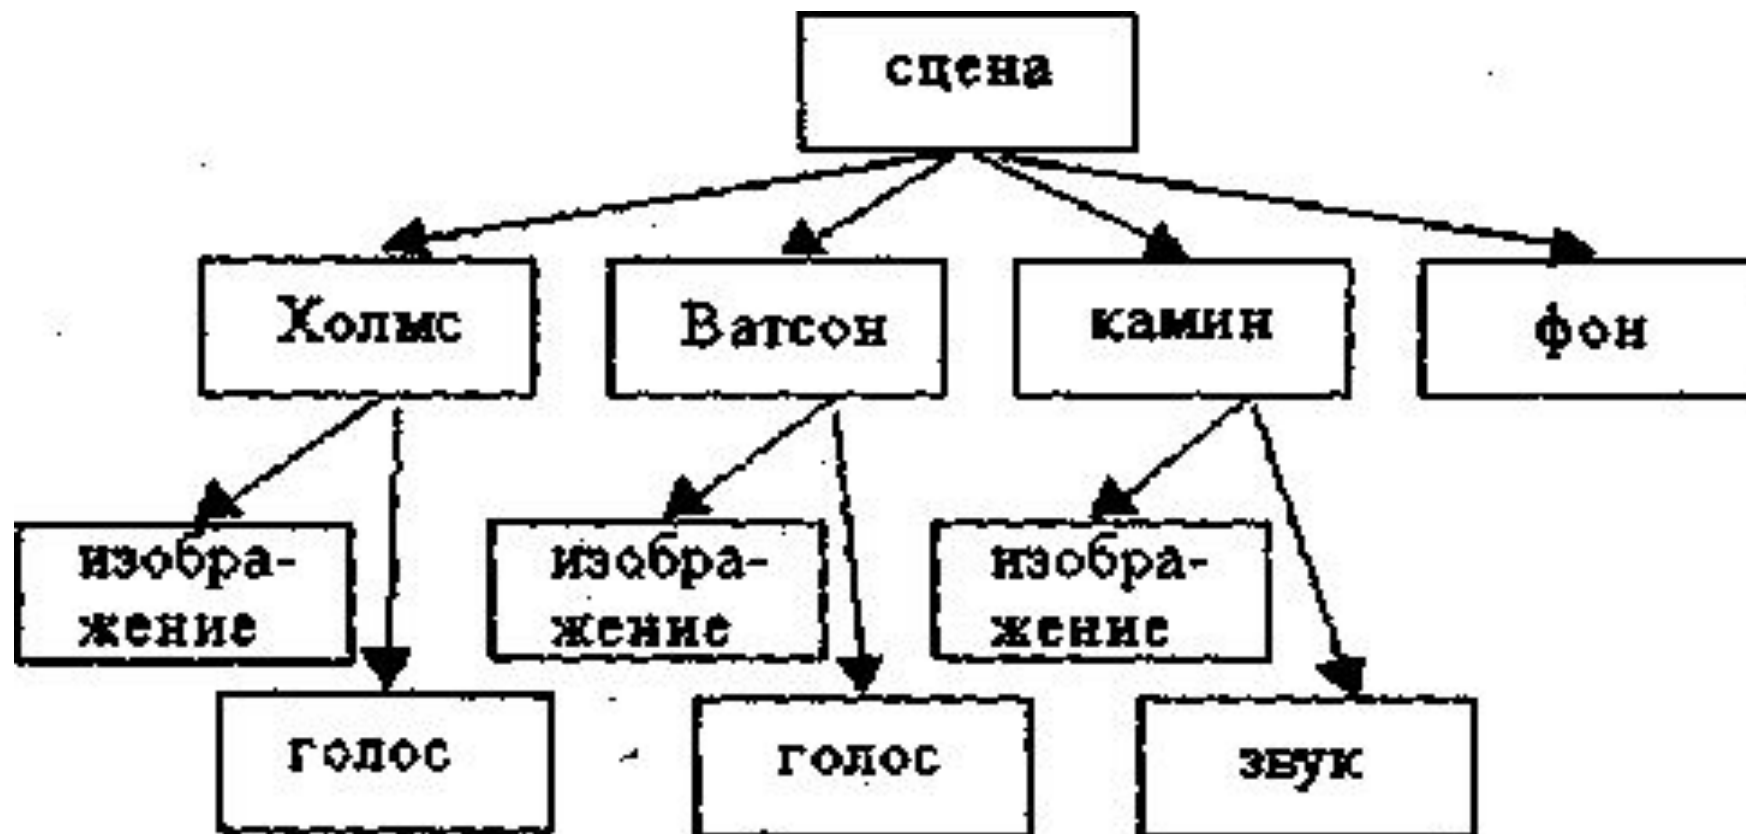 сцена
Холмс
Ватсон
камин
фон
изобра-
жение
изобра-
жение
изобра-
жение
голос
голос
звук